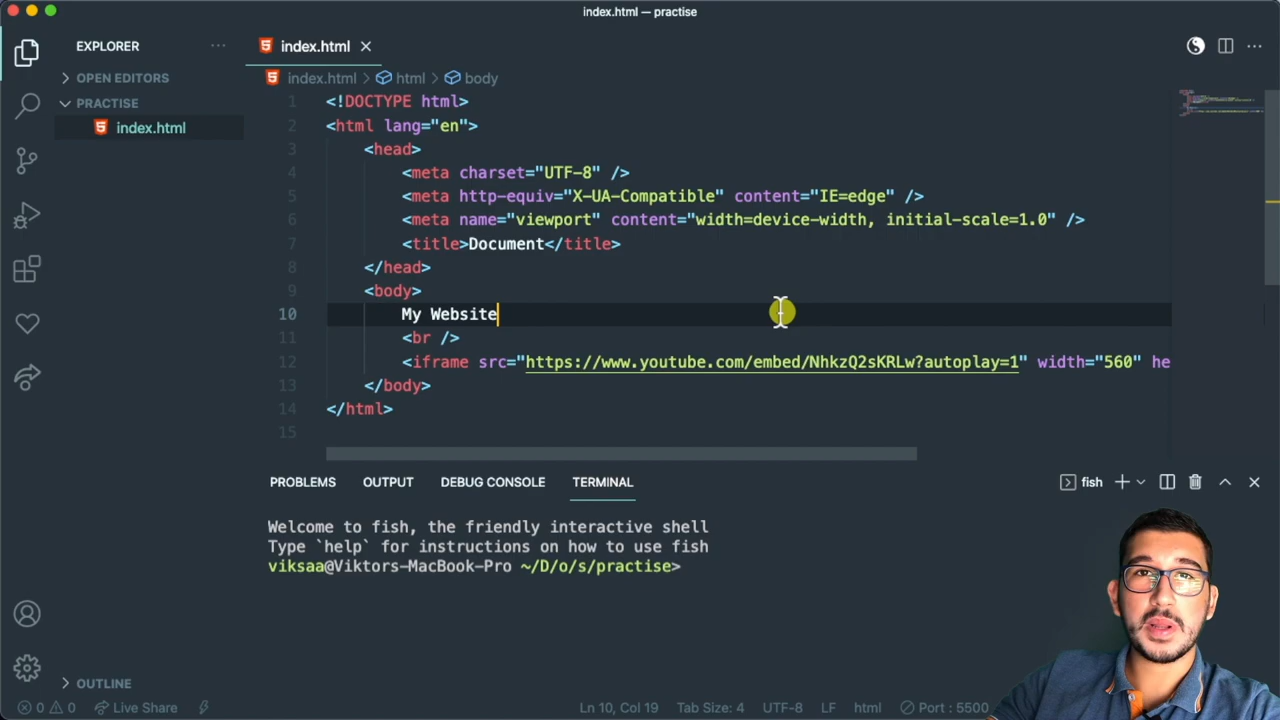 index.html — practise
EXPLORER
index.html
OPEN EDITORS
PRACTISE
index.html
index.html > html > body
1 <!DOCTYPE html>
2 <html lang="en">
3 <head>
4 <meta charset="UTF-8" />
5 <meta http-equiv="X-UA-Compatible" content="IE=edge" />
6 <meta name="viewport" content="width=device-width, initial-scale=1.0" />
7 <title>Document</title>
8 </head>
9 <body>
10 My Website
11 <br />
12 <iframe src="https://www.youtube.com/embed/NhkzQ2sKRLw?autoplay=1" width="560" he
13 </body>
14 </html>
15
PROBLEMS OUTPUT DEBUG CONSOLE TERMINAL
fish
Welcome to fish, the friendly interactive shell
Type `help` for instructions on how to use fish
viksaa@Viktors-MacBook-Pro ~/D/o/s/practise>
OUTLINE
0 0 Live Share Ln 10, Col 19 Tab Size: 4 UTF-8 LF html Port : 5500